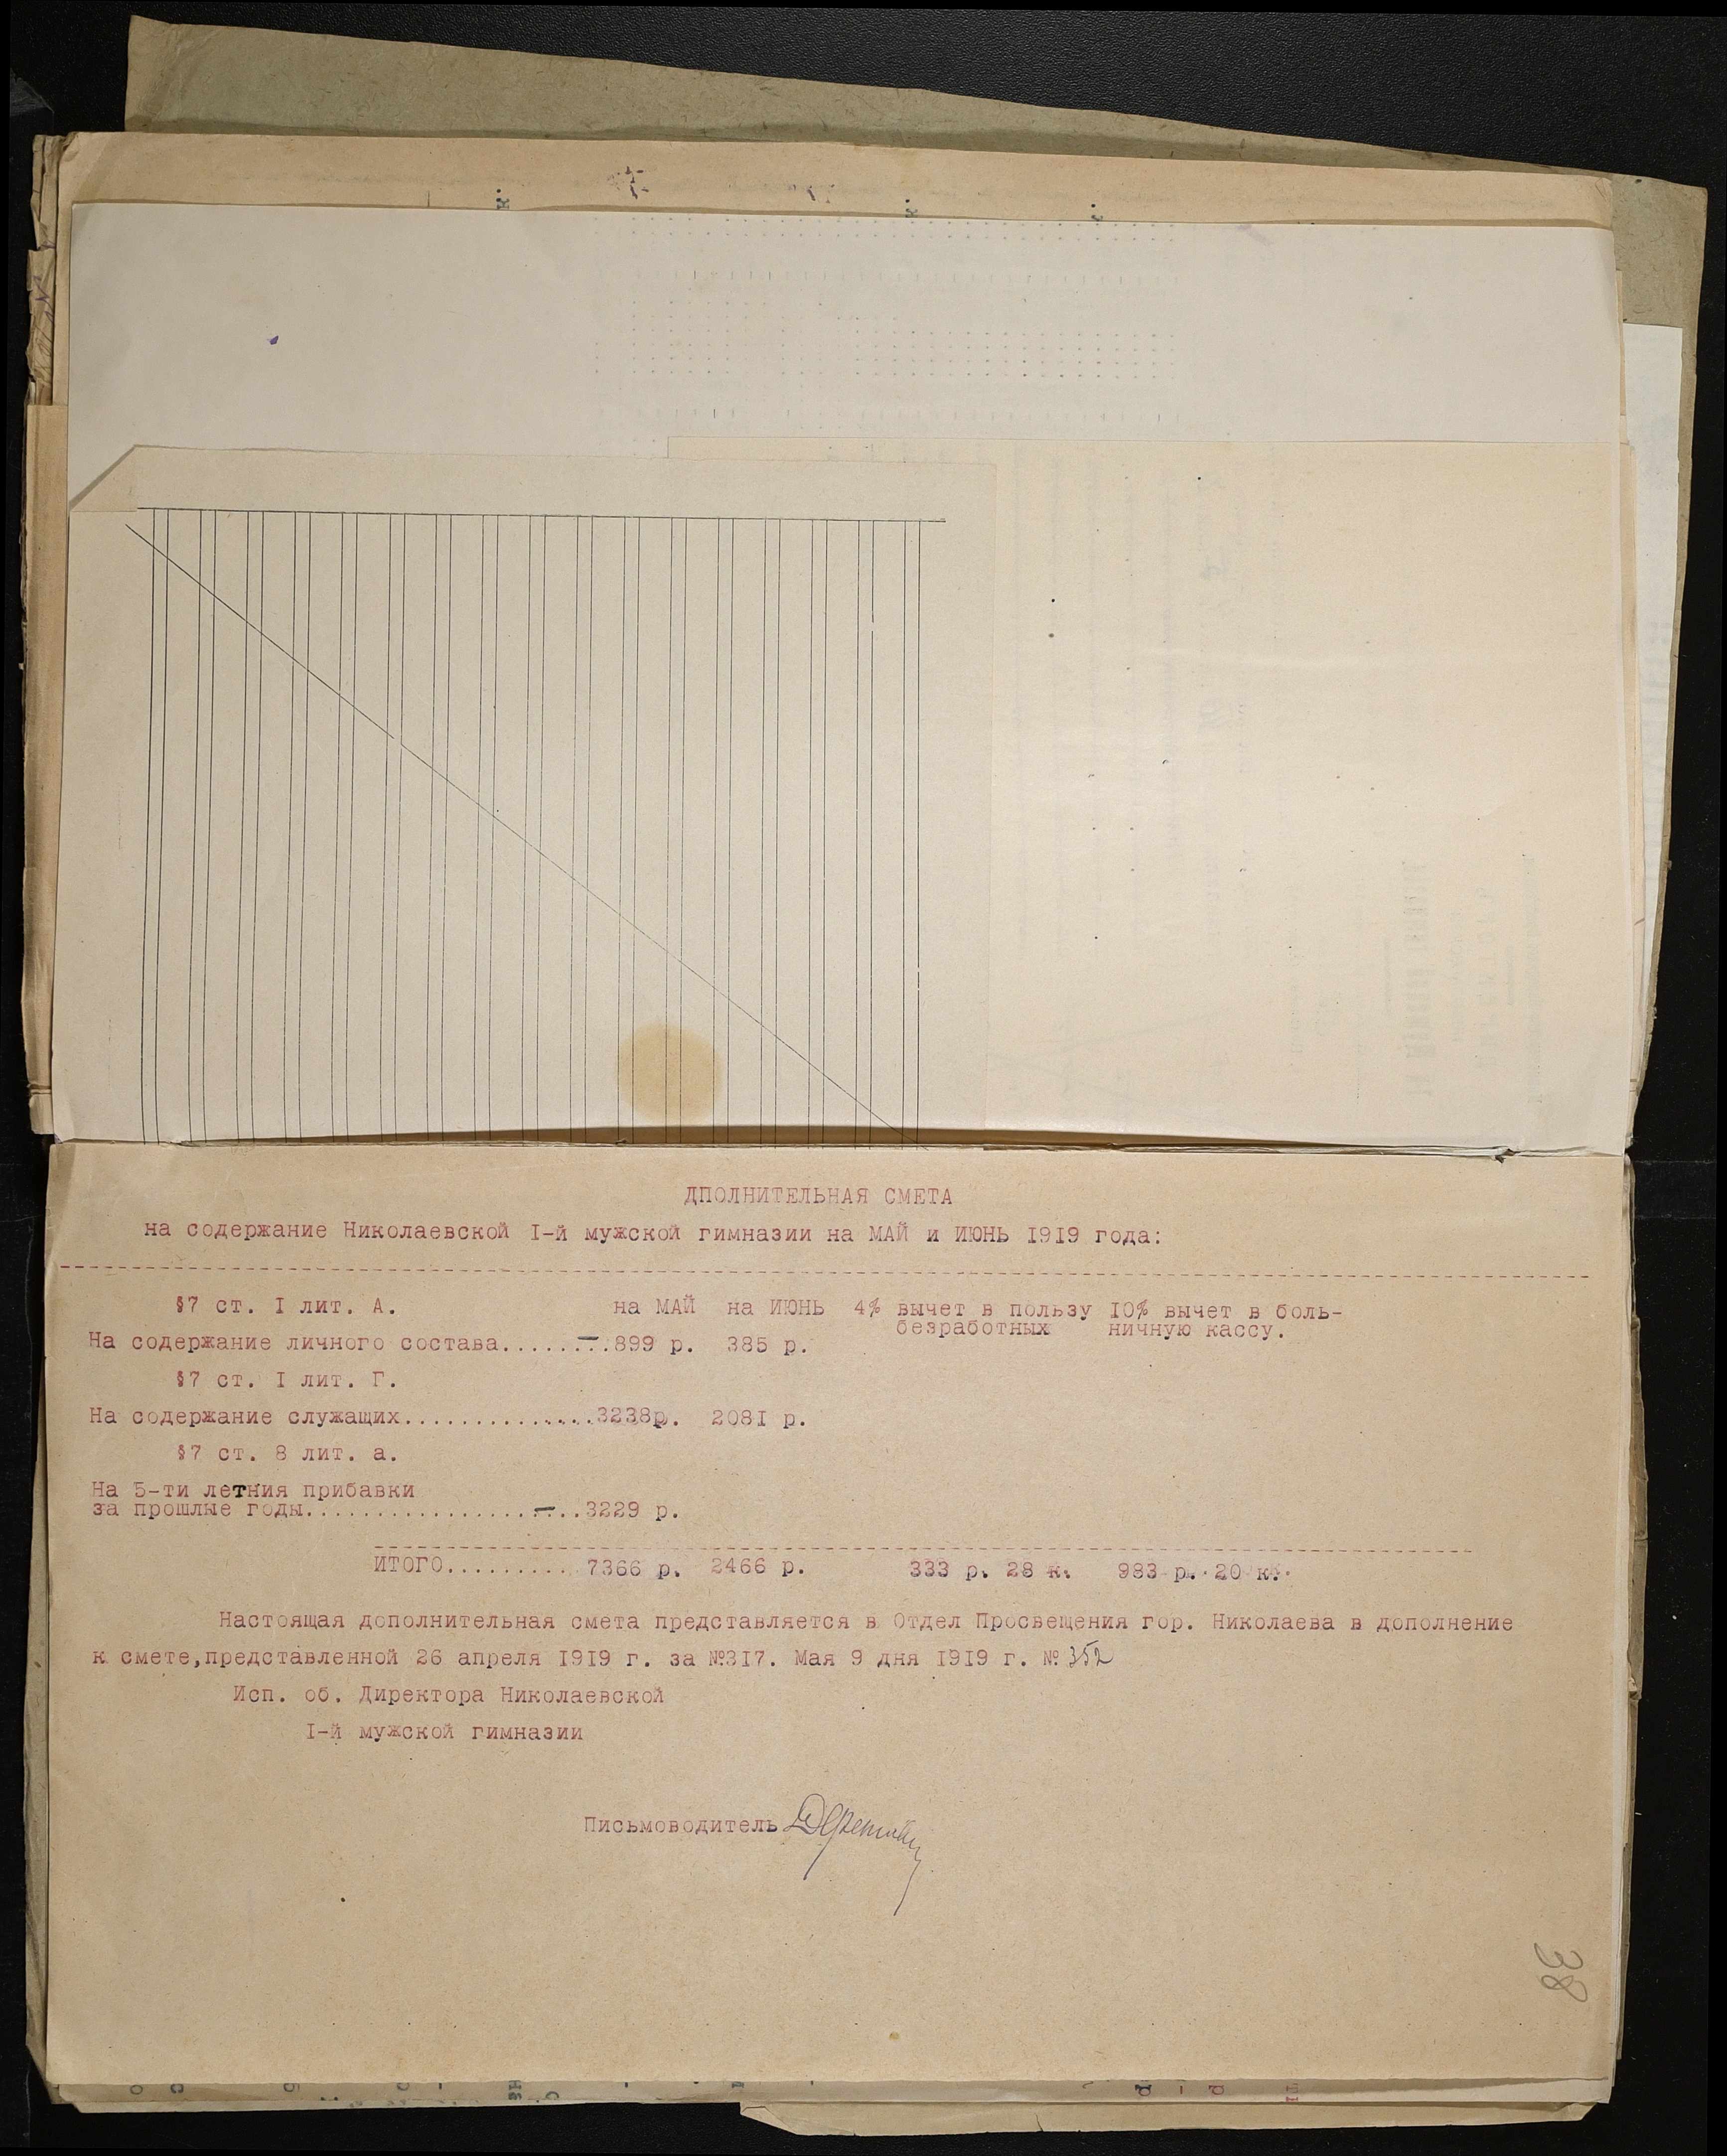 ДПОЛНИТЕЛЬНАЯ СМЕТА
на содержание Николаевской I-й мужской гимназии на МАЙ и ИЮНЬ 1919 года:
§7 ст. I лит. А. на МАЙ на ИЮНЬ 4% вычет в пользу 10% вычет в боль-
безработных ничную кассу.
На содержание личного состава........899 р. 385 р.
§7 ст. I лит. Г.
На содержание служащих...............3238р. 2081 р.
§7 ст. 8 лит. а.
На 5-ти летния прибавки
за прошлые годы....................3229 р.
ИТОГО.......... 7366 р. 2466 р. 333 р. 28 к. 983 р. 20 к.
Настоящая дополнительная смета представляется в Отдел Просвещения гор. Николаева в дополнение
к смете,представленной 26 апреля 1919 г. за №317. Мая 9 дня 1919 г. № 352
Исп. об. Директора Николаевской
I-й мужской гимназии
Письмоводитель
38